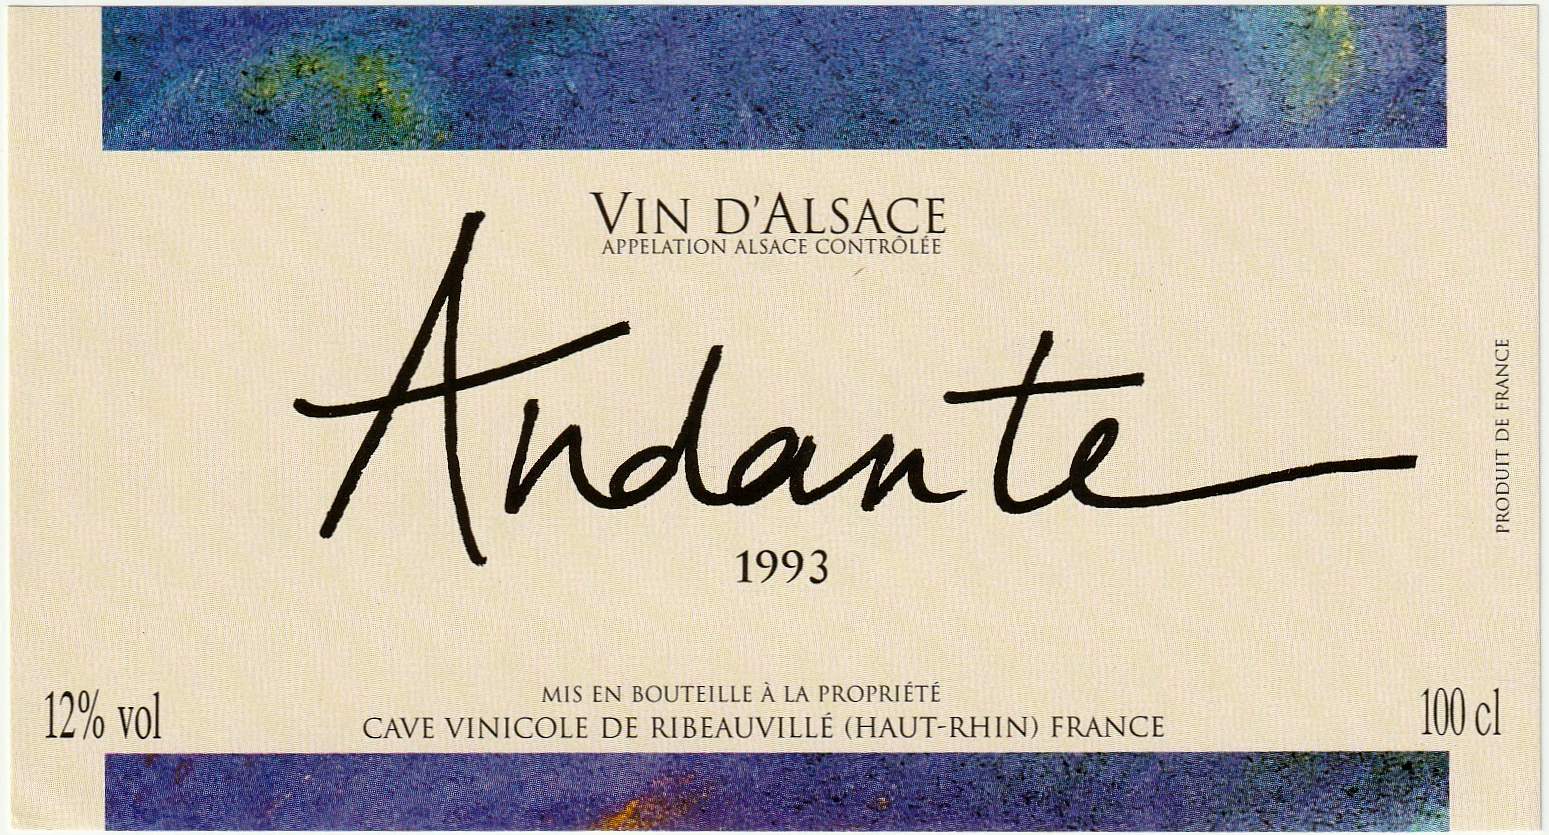 VIN D'ALSACE
APPELATION ALSACE CONTRÔLÉE
Andante
1993
PRODUIT DE FRANCE
12% vol
MIS EN BOUTEILLE À LA PROPRIÉTÉ
CAVE VINICOLE DE RIBEAUVILLÉ (HAUT-RHIN) FRANCE
100 cl